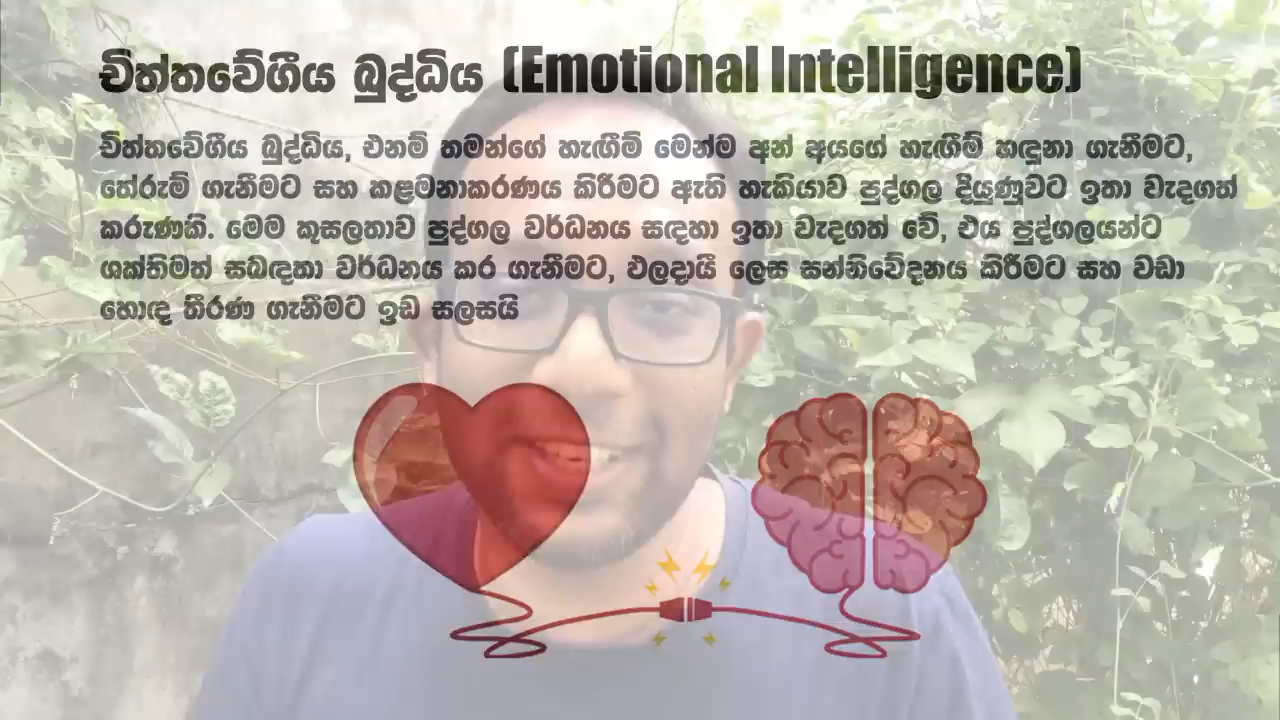 චිත්තවේගීය බුද්ධිය (Emotional Intelligence)
චිත්තවේගීය බුද්ධිය, එනම් තමන්ගේ හැඟීම් මෙන්ම අන් අයගේ හැඟීම් හඳුනා ගැනීමට,
තේරුම් ගැනීමට සහ කළමනාකරණය කිරීමට ඇති හැකියාව පුද්ගල දියුණුවට ඉතා වැදගත්
කරුණකි. මෙම කුසලතාව පුද්ගල වර්ධනය සඳහා ඉතා වැදගත් වේ, එය පුද්ගලයන්ට
ශක්තිමත් සබඳතා වර්ධනය කර ගැනීමට, ඵලදායී ලෙස සන්නිවේදනය කිරීමට සහ වඩා
හොඳ තීරණ ගැනීමට ඉඩ සලසයි